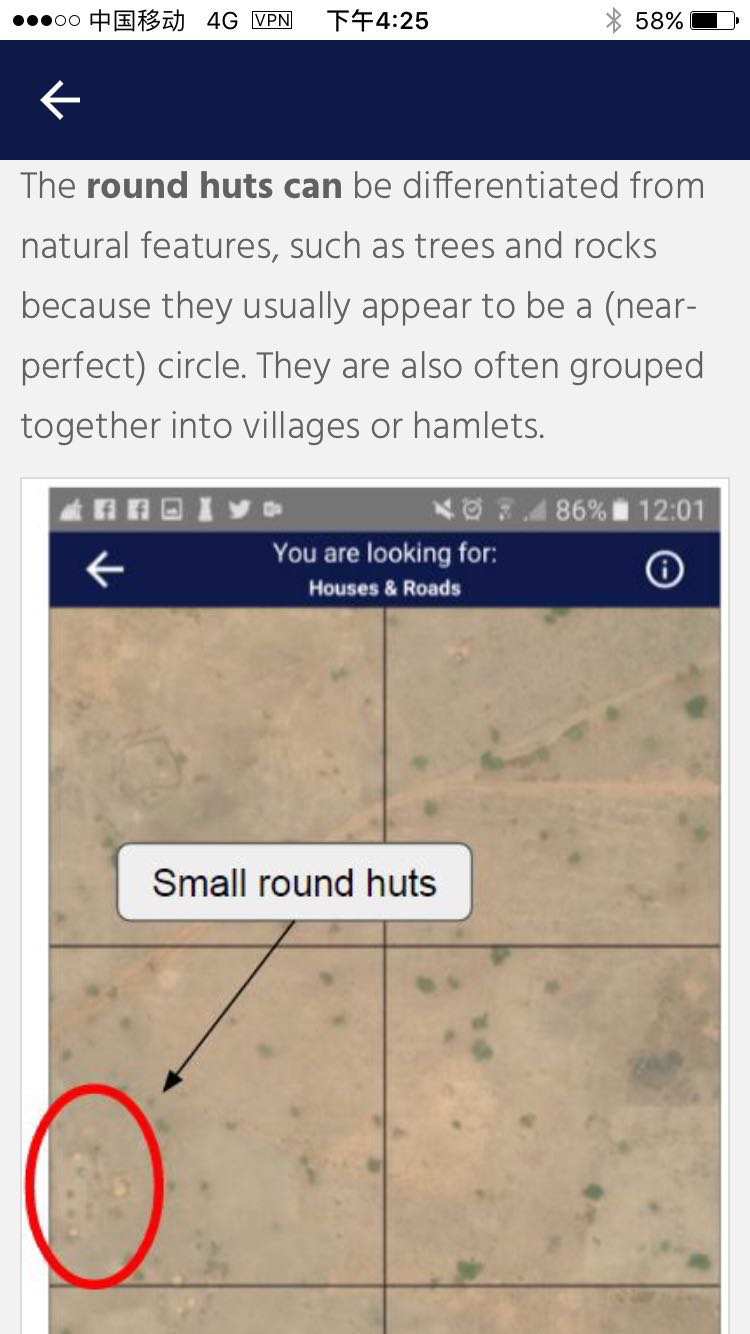 中国移动 4G VPN 下午4:25 58%
The round huts can be differentiated from
natural features, such as trees and rocks
because they usually appear to be a (near-
perfect) circle. They are also often grouped
together into villages or hamlets.
86% 12:01
You are looking for:
Houses & Roads
Small round huts